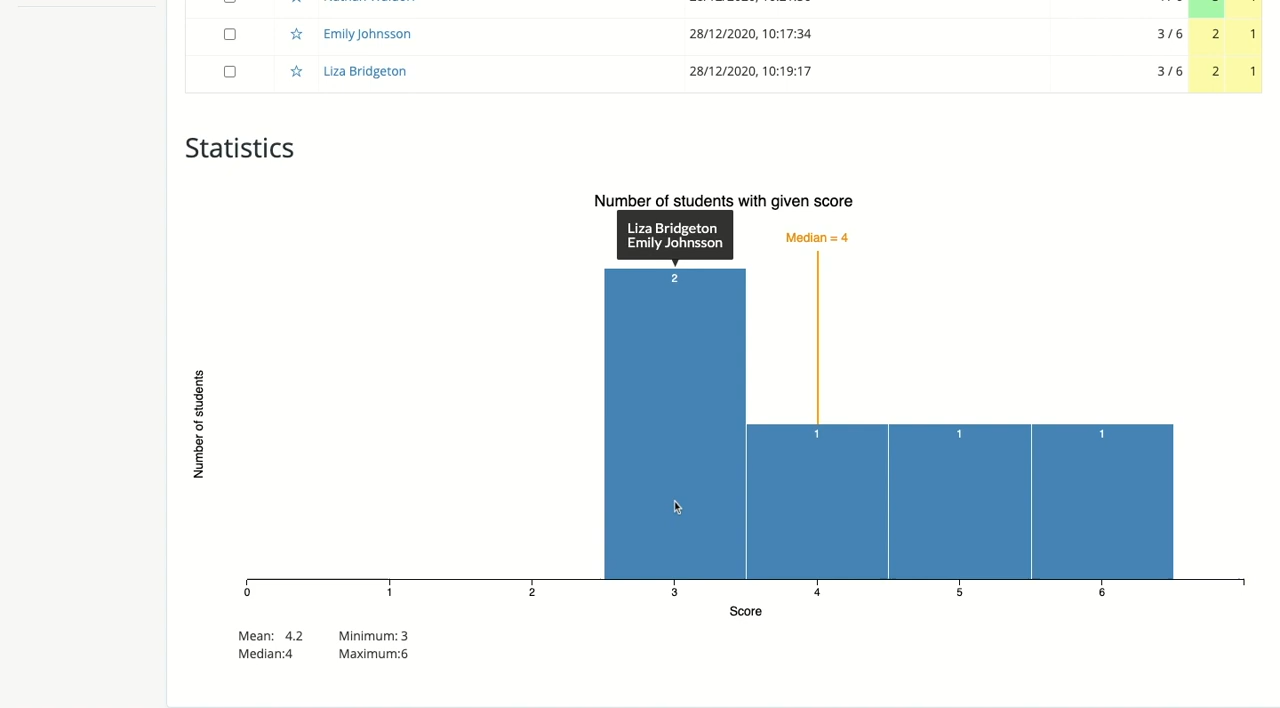 Emily Johnsson 28/12/2020, 10:17:34 3 / 6 2 1
Liza Bridgeton 28/12/2020, 10:19:17 3 / 6 2 1
Statistics
Number of students with given score
Liza Bridgeton
Emily Johnsson
Median = 4
2
1 1 1
Number of students
0 1 2 3 4 5 6
Score
Mean: 4.2 Minimum: 3
Median:4 Maximum:6